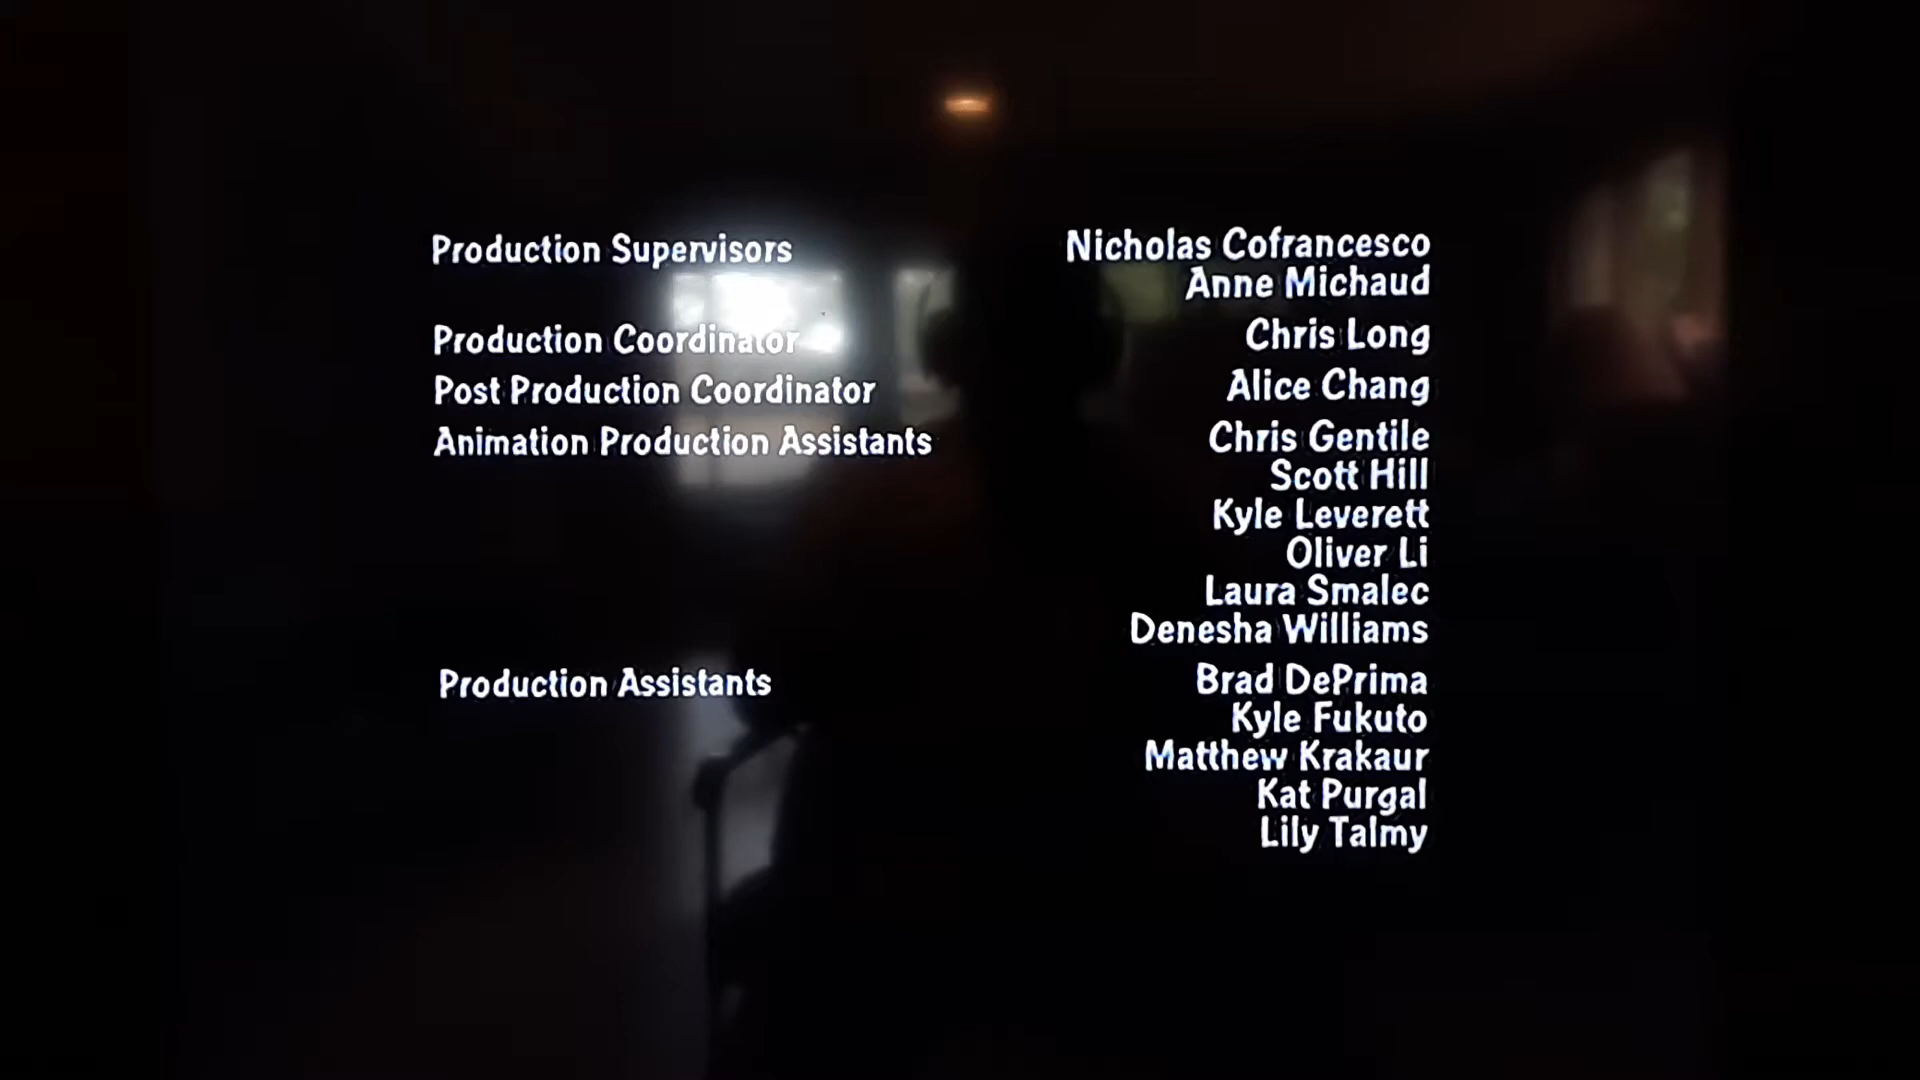 Production Supervisors Nicholas Cofrancesco
Anne Michaud
Production Coordinator Chris Long
Post Production Coordinator Alice Chang
Animation Production Assistants Chris Gentile
Scott Hill
Kyle Leverett
Oliver Li
Laura Smalec
Denesha Williams
Production Assistants Brad DePrima
Kyle Fukuto
Matthew Krakaur
Kat Purgal
Lily Talmy